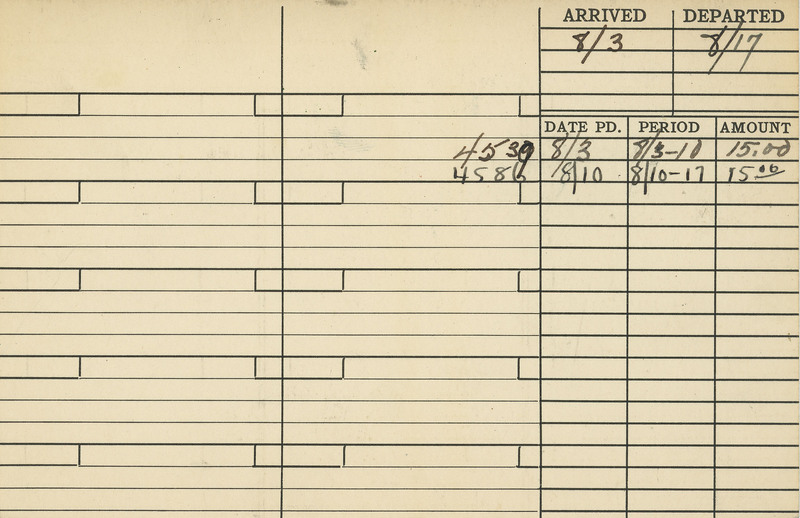 ARRIVED DEPARTED
8/3 8/17
DATE PD. PERIOD AMOUNT
4539 8/3 8/3-10 15.00
4586 8/10 8/10-17 15 00